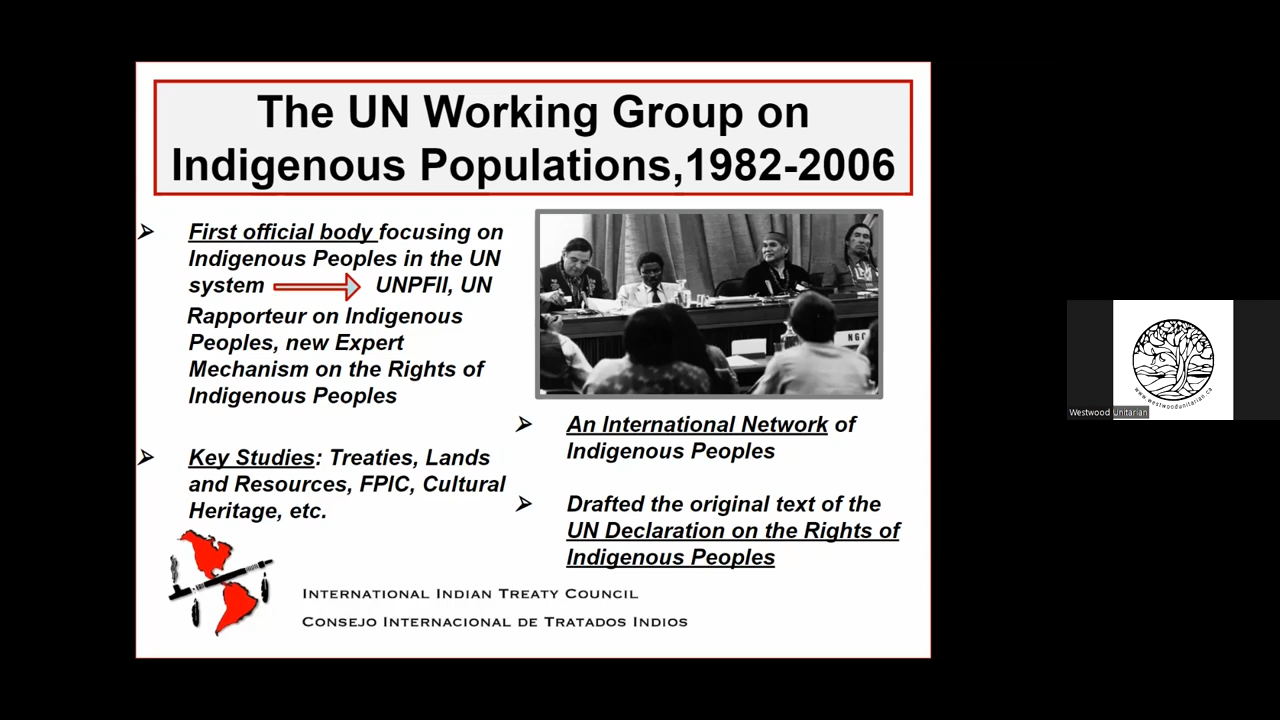 The UN Working Group on
Indigenous Populations,1982-2006
First official body focusing on
Indigenous Peoples in the UN
system UNPFII, UN
Rapporteur on Indigenous
Peoples, new Expert
Mechanism on the Rights of
Indigenous Peoples
Key Studies: Treaties, Lands
and Resources, FPIC, Cultural
Heritage, etc.
NGO
An International Network of
Indigenous Peoples
Drafted the original text of the
UN Declaration on the Rights of
Indigenous Peoples
INTERNATIONAL INDIAN TREATY COUNCIL
CONSEJO INTERNACIONAL DE TRATADOS INDIOS
www.westwoodunitarian.ca
Westwood Unitarian